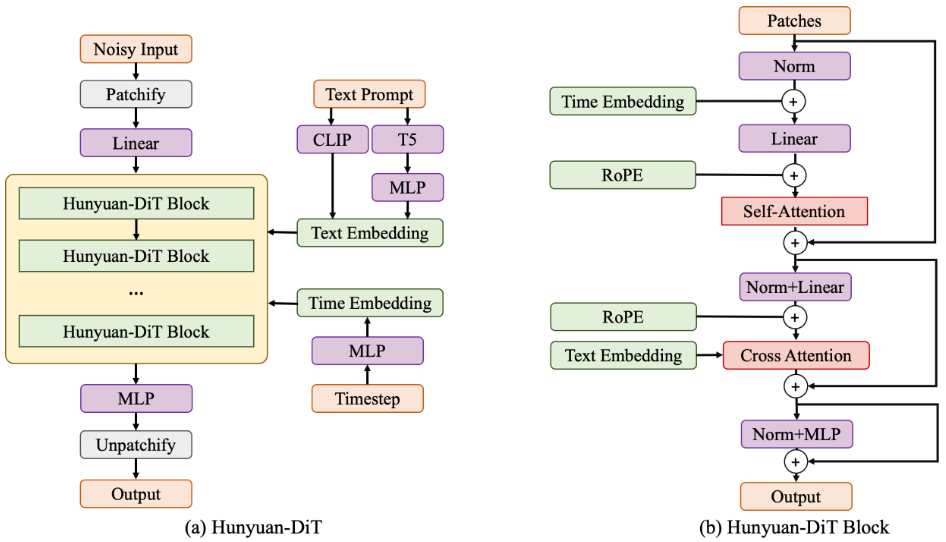 Noisy Input
Patchify
Linear
Hunyuan-DiT Block
Hunyuan-DiT Block
...
Hunyuan-DiT Block
MLP
Unpatchify
Output
Text Prompt
CLIP
T5
MLP
Text Embedding
Time Embedding
MLP
Timestep
(a) Hunyuan-DiT
Patches
Norm
Time Embedding
+
Linear
RoPE
+
Self-Attention
+
Norm+Linear
RoPE
+
Text Embedding
Cross Attention
+
Norm+MLP
+
Output
(b) Hunyuan-DiT Block